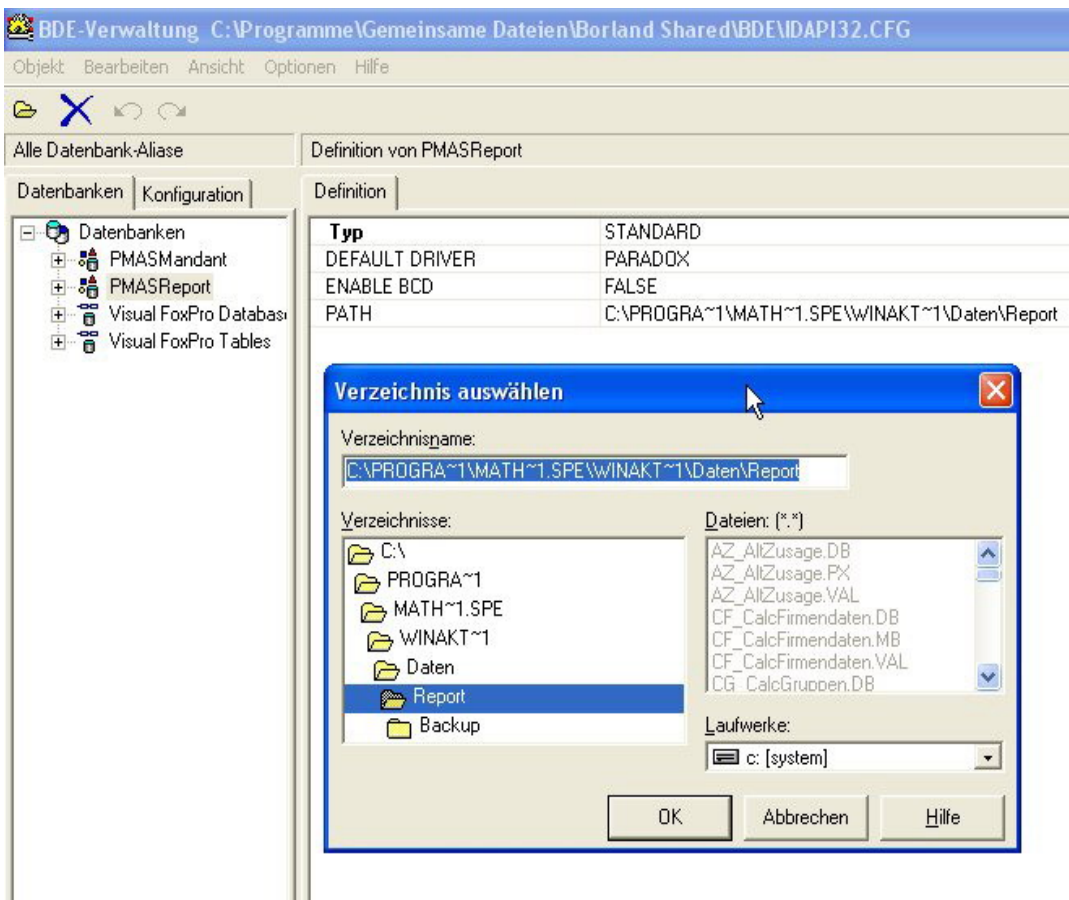 BDE-Verwaltung C:\Programme\Gemeinsame Dateien\Borland Shared\BDE\IDAPI32.CFG
Objekt Bearbeiten Ansicht Optionen Hilfe
Alle Datenbank-Aliase
Definition von PMASReport
Datenbanken Konfiguration
Definition
Datenbanken
PMASMandant
PMASReport
Visual FoxPro Databas
Visual FoxPro Tables
Typ STANDARD
DEFAULT DRIVER PARADOX
ENABLE BCD FALSE
PATH C:\PROGRA~1\MATH~1.SPE\WINAKT~1\Daten\Report
Verzeichnis auswählen
Verzeichnisname:
C:\PROGRA~1\MATH~1.SPE\WINAKT~1\Daten\Report
Verzeichnisse:
C:\
PROGRA~1
MATH~1.SPE
WINAKT~1
Daten
Report
Backup
Dateien: (*.*)
AZ_AltZusage.DB
AZ_AltZusage.PX
AZ_AltZusage.VAL
CF_CalcFirmendaten.DB
CF_CalcFirmendaten.MB
CF_CalcFirmendaten.VAL
CG_CalcGruppen.DB
Laufwerke:
c: [system]
OK Abbrechen Hilfe